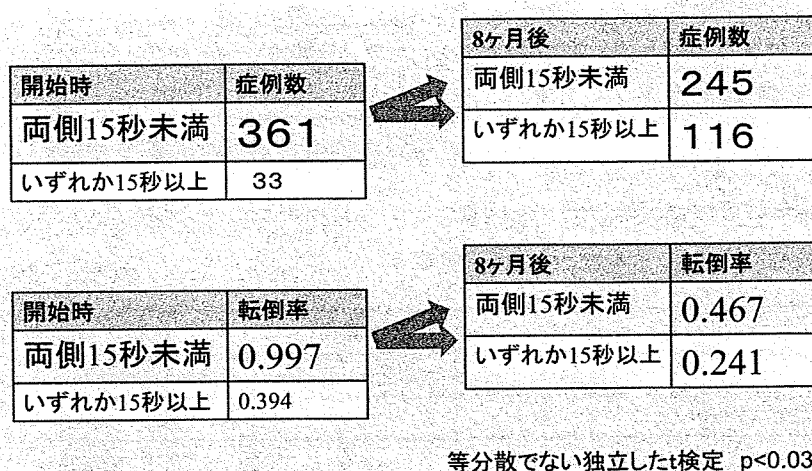 開始時 症例数
両側15秒未満 361
いずれか15秒以上 33
8ヶ月後 症例数
両側15秒未満 245
いずれか15秒以上 116
開始時 転倒率
両側15秒未満 0.997
いずれか15秒以上 0.394
8ヶ月後 転倒率
両側15秒未満 0.467
いずれか15秒以上 0.241
等分散でない独立したt検定 p<0.03